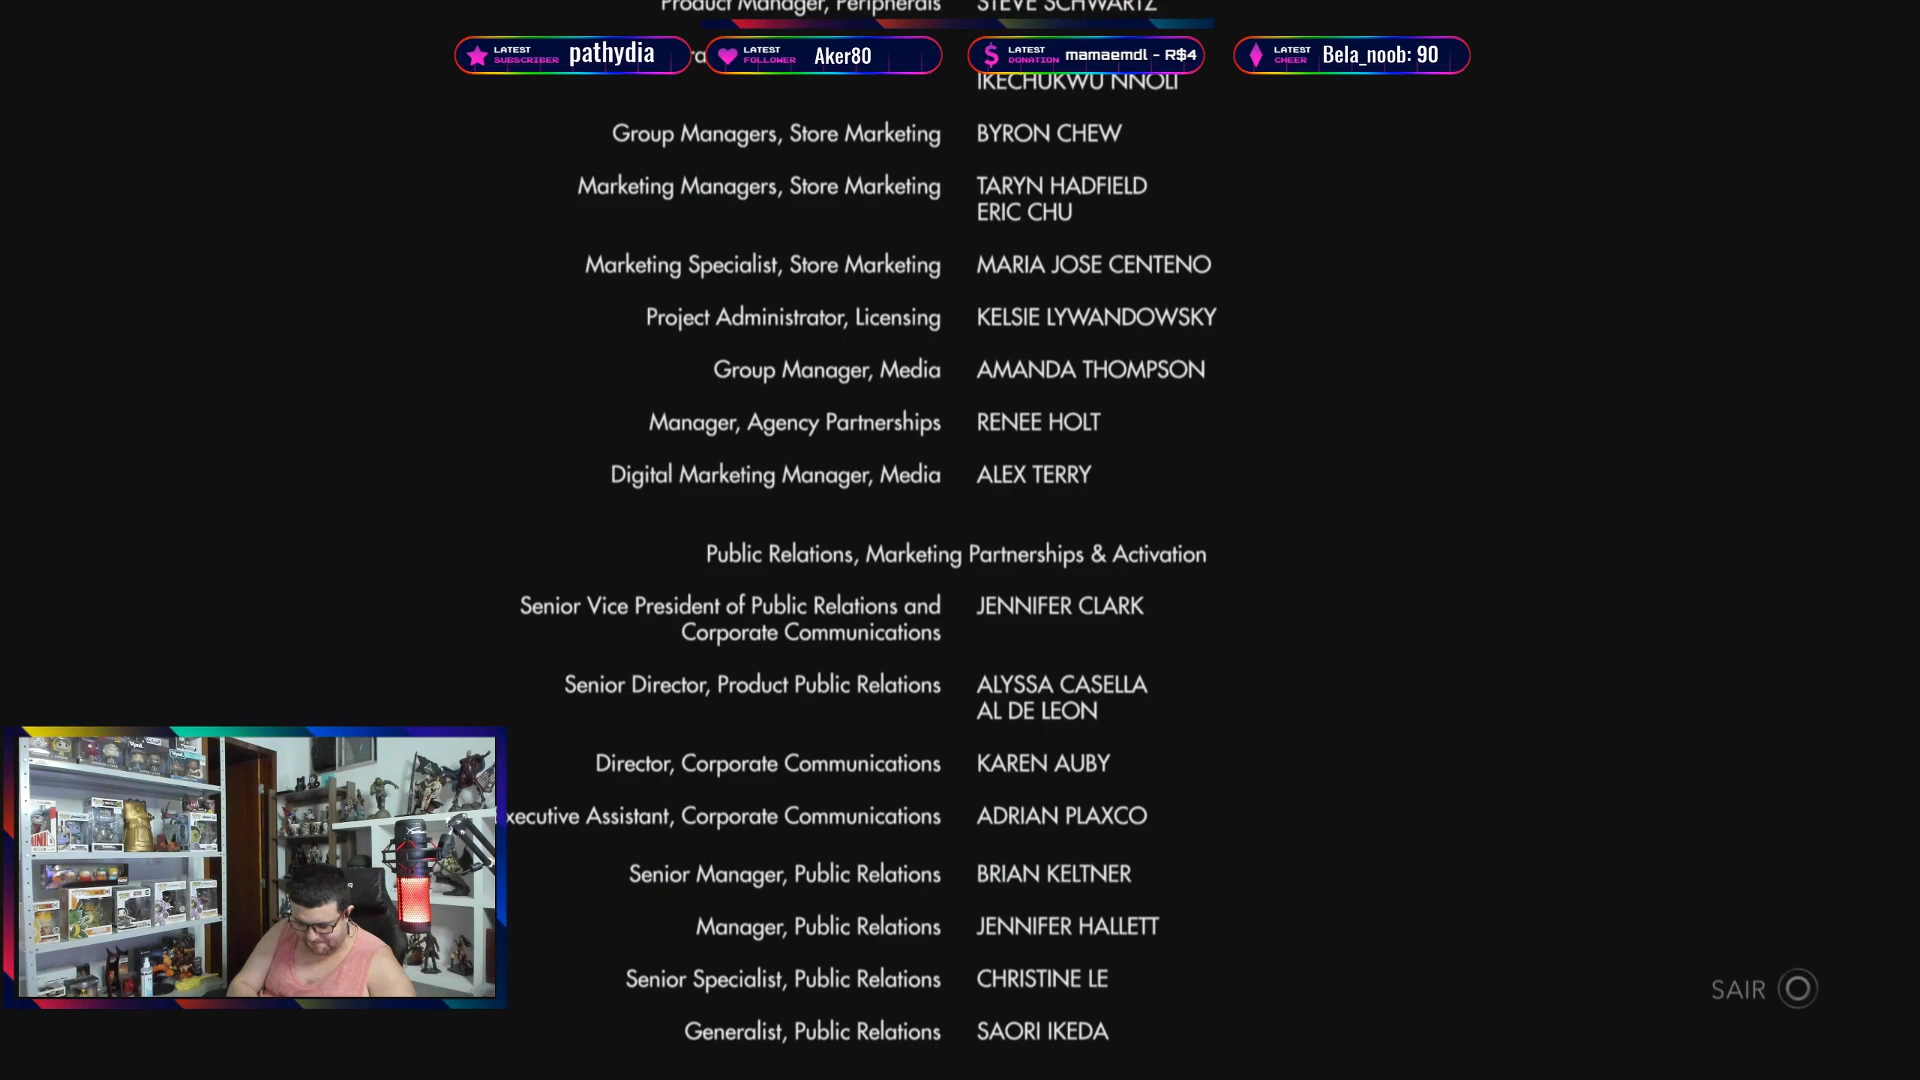 Product Manager, Peripherals STEVE SCHWARTZ
LATEST SUBSCRIBER pathydia
LATEST FOLLOWER Aker80
LATEST DONATION mamaemdl - R$4
LATEST CHEER Bela_noob: 90
IKECHUKWU NNOLI
Group Managers, Store Marketing BYRON CHEW
Marketing Managers, Store Marketing TARYN HADFIELD
ERIC CHU
Marketing Specialist, Store Marketing MARIA JOSE CENTENO
Project Administrator, Licensing KELSIE LYWANDOWSKY
Group Manager, Media AMANDA THOMPSON
Manager, Agency Partnerships RENEE HOLT
Digital Marketing Manager, Media ALEX TERRY
Public Relations, Marketing Partnerships & Activation
Senior Vice President of Public Relations and JENNIFER CLARK
Corporate Communications
Senior Director, Product Public Relations ALYSSA CASELLA
AL DE LEON
Director, Corporate Communications KAREN AUBY
xecutive Assistant, Corporate Communications ADRIAN PLAXCO
Senior Manager, Public Relations BRIAN KELTNER
Manager, Public Relations JENNIFER HALLETT
Senior Specialist, Public Relations CHRISTINE LE
SAIR
Generalist, Public Relations SAORI IKEDA